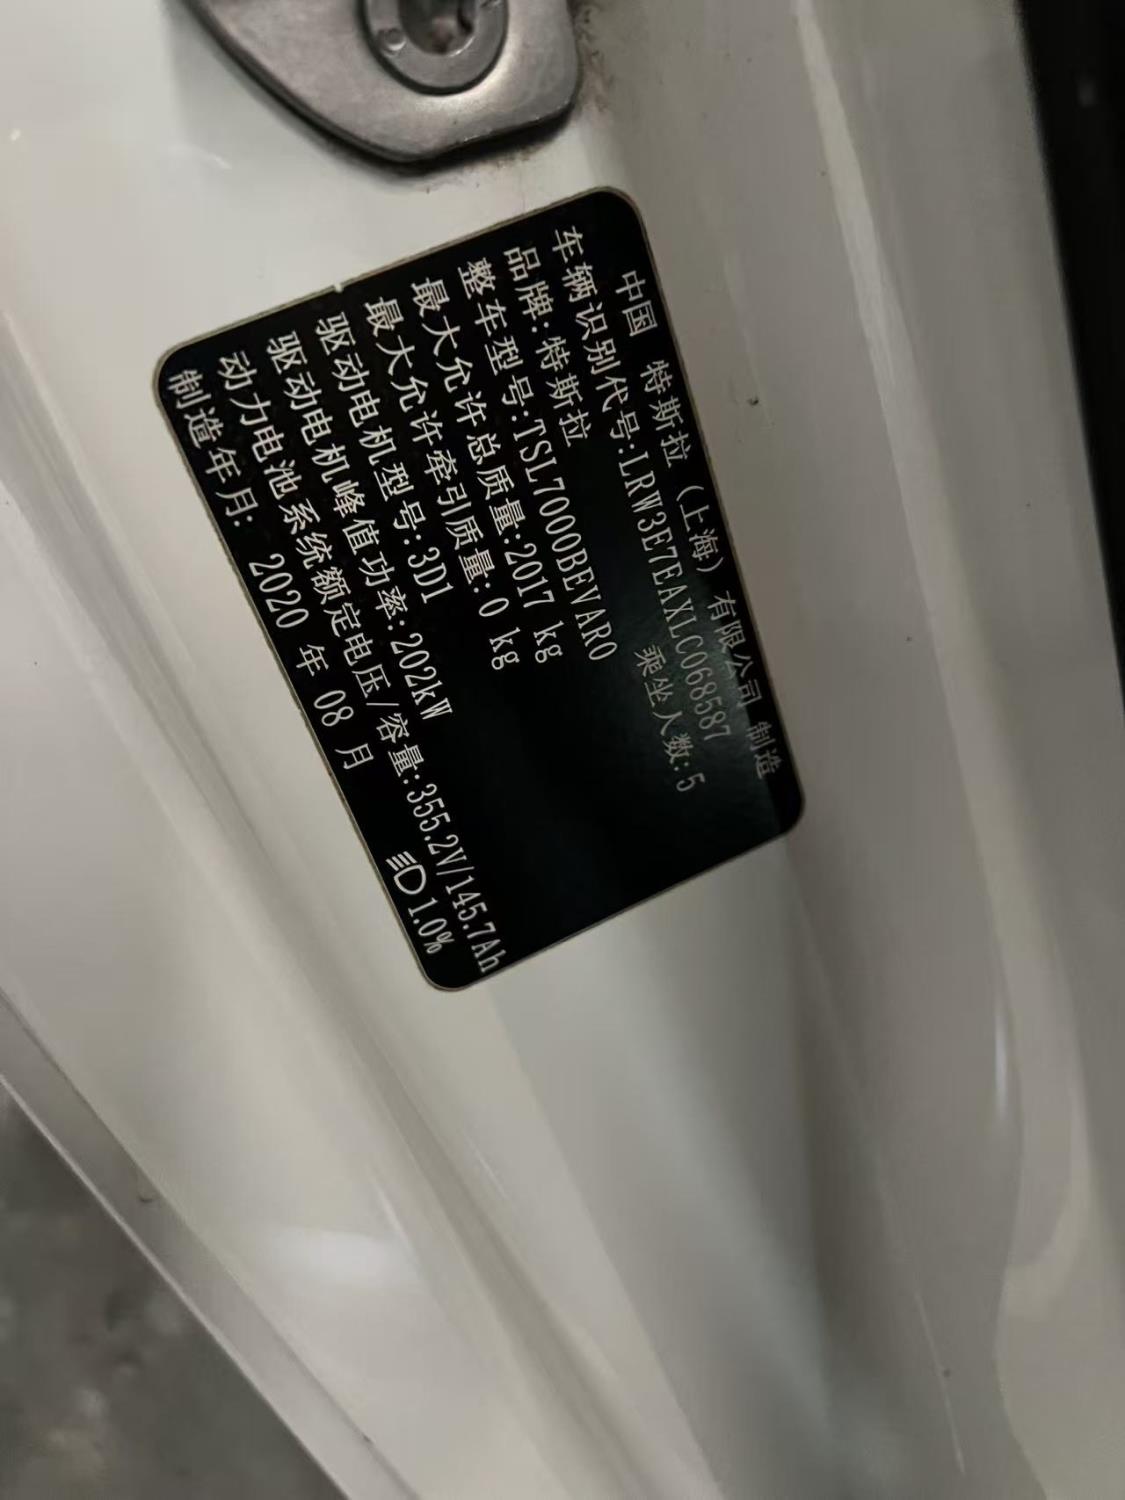 中国 特斯拉（上海）有限公司 制造
车辆识别代号:LRW3E7EAXLC068587
品牌:特斯拉 乘坐人数:5
整车型号:TSL7000BEVAR0
最大允许总质量:2017 kg
最大允许牵引质量:0 kg
驱动电机型号:3D1
驱动电机峰值功率:202kW
动力电池系统额定电压/容量:355.2V/145.7Ah
制造年月: 2020 年 08 月 1.0%